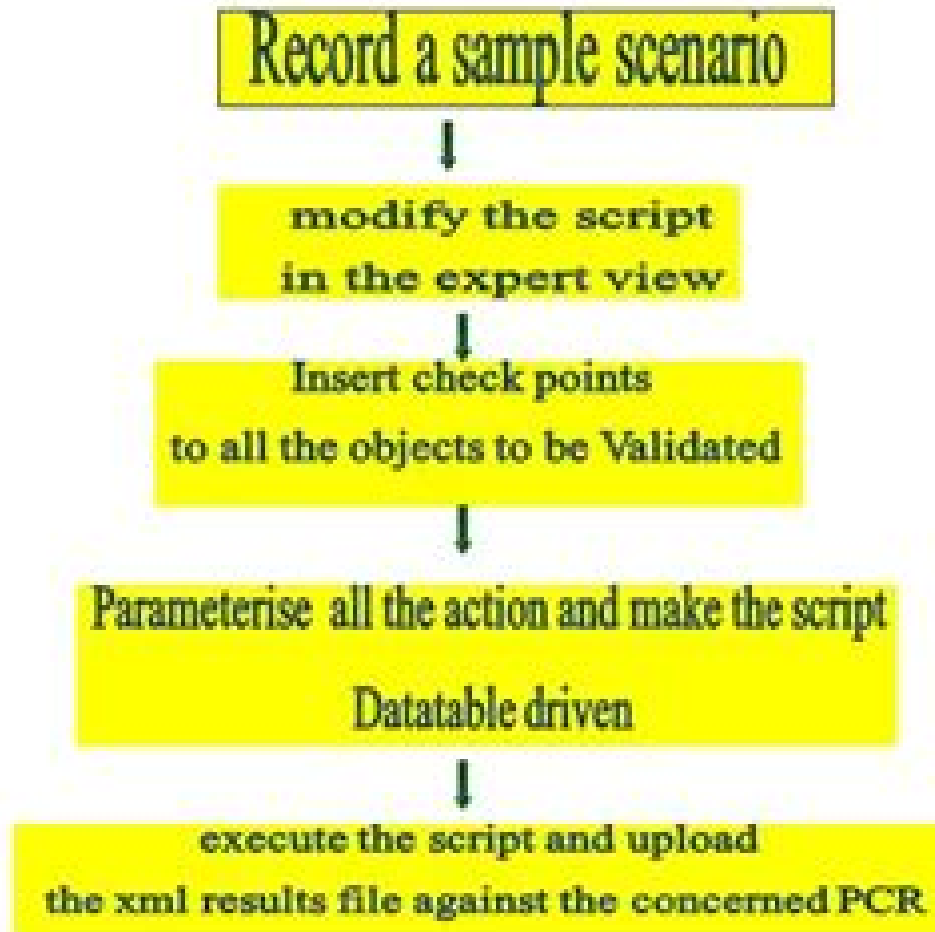 Record a sample scenario
modify the script
in the expert view
Insert check points
to all the objects to be Validated
Parameterise all the action and make the script
Datatable driven
execute the script and upload
the xml results file against the concerned PCR